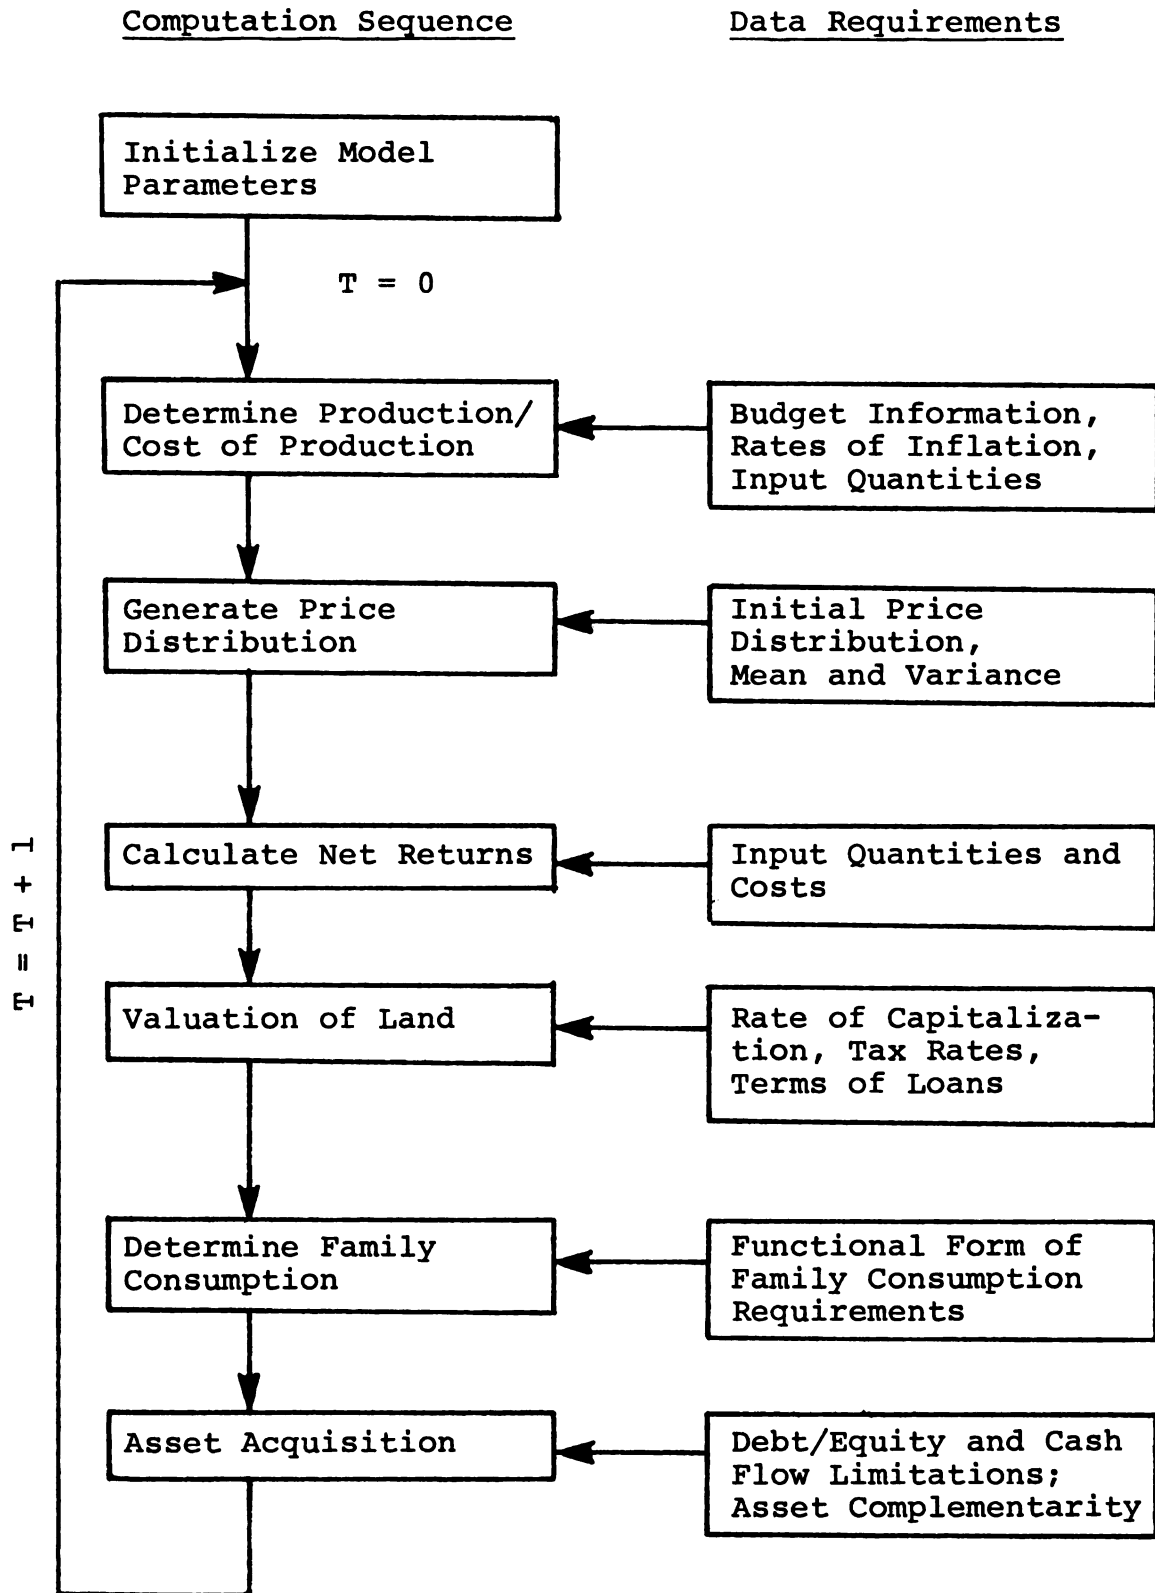 Computation Sequence
Data Requirements
Initialize Model
Parameters
T = 0
Determine Production/
Cost of Production
Budget Information,
Rates of Inflation,
Input Quantities
Generate Price
Distribution
Initial Price
Distribution,
Mean and Variance
Calculate Net Returns
Input Quantities and
Costs
T = T + 1
Valuation of Land
Rate of Capitaliza-
tion, Tax Rates,
Terms of Loans
Determine Family
Consumption
Functional Form of
Family Consumption
Requirements
Asset Acquisition
Debt/Equity and Cash
Flow Limitations;
Asset Complementarity